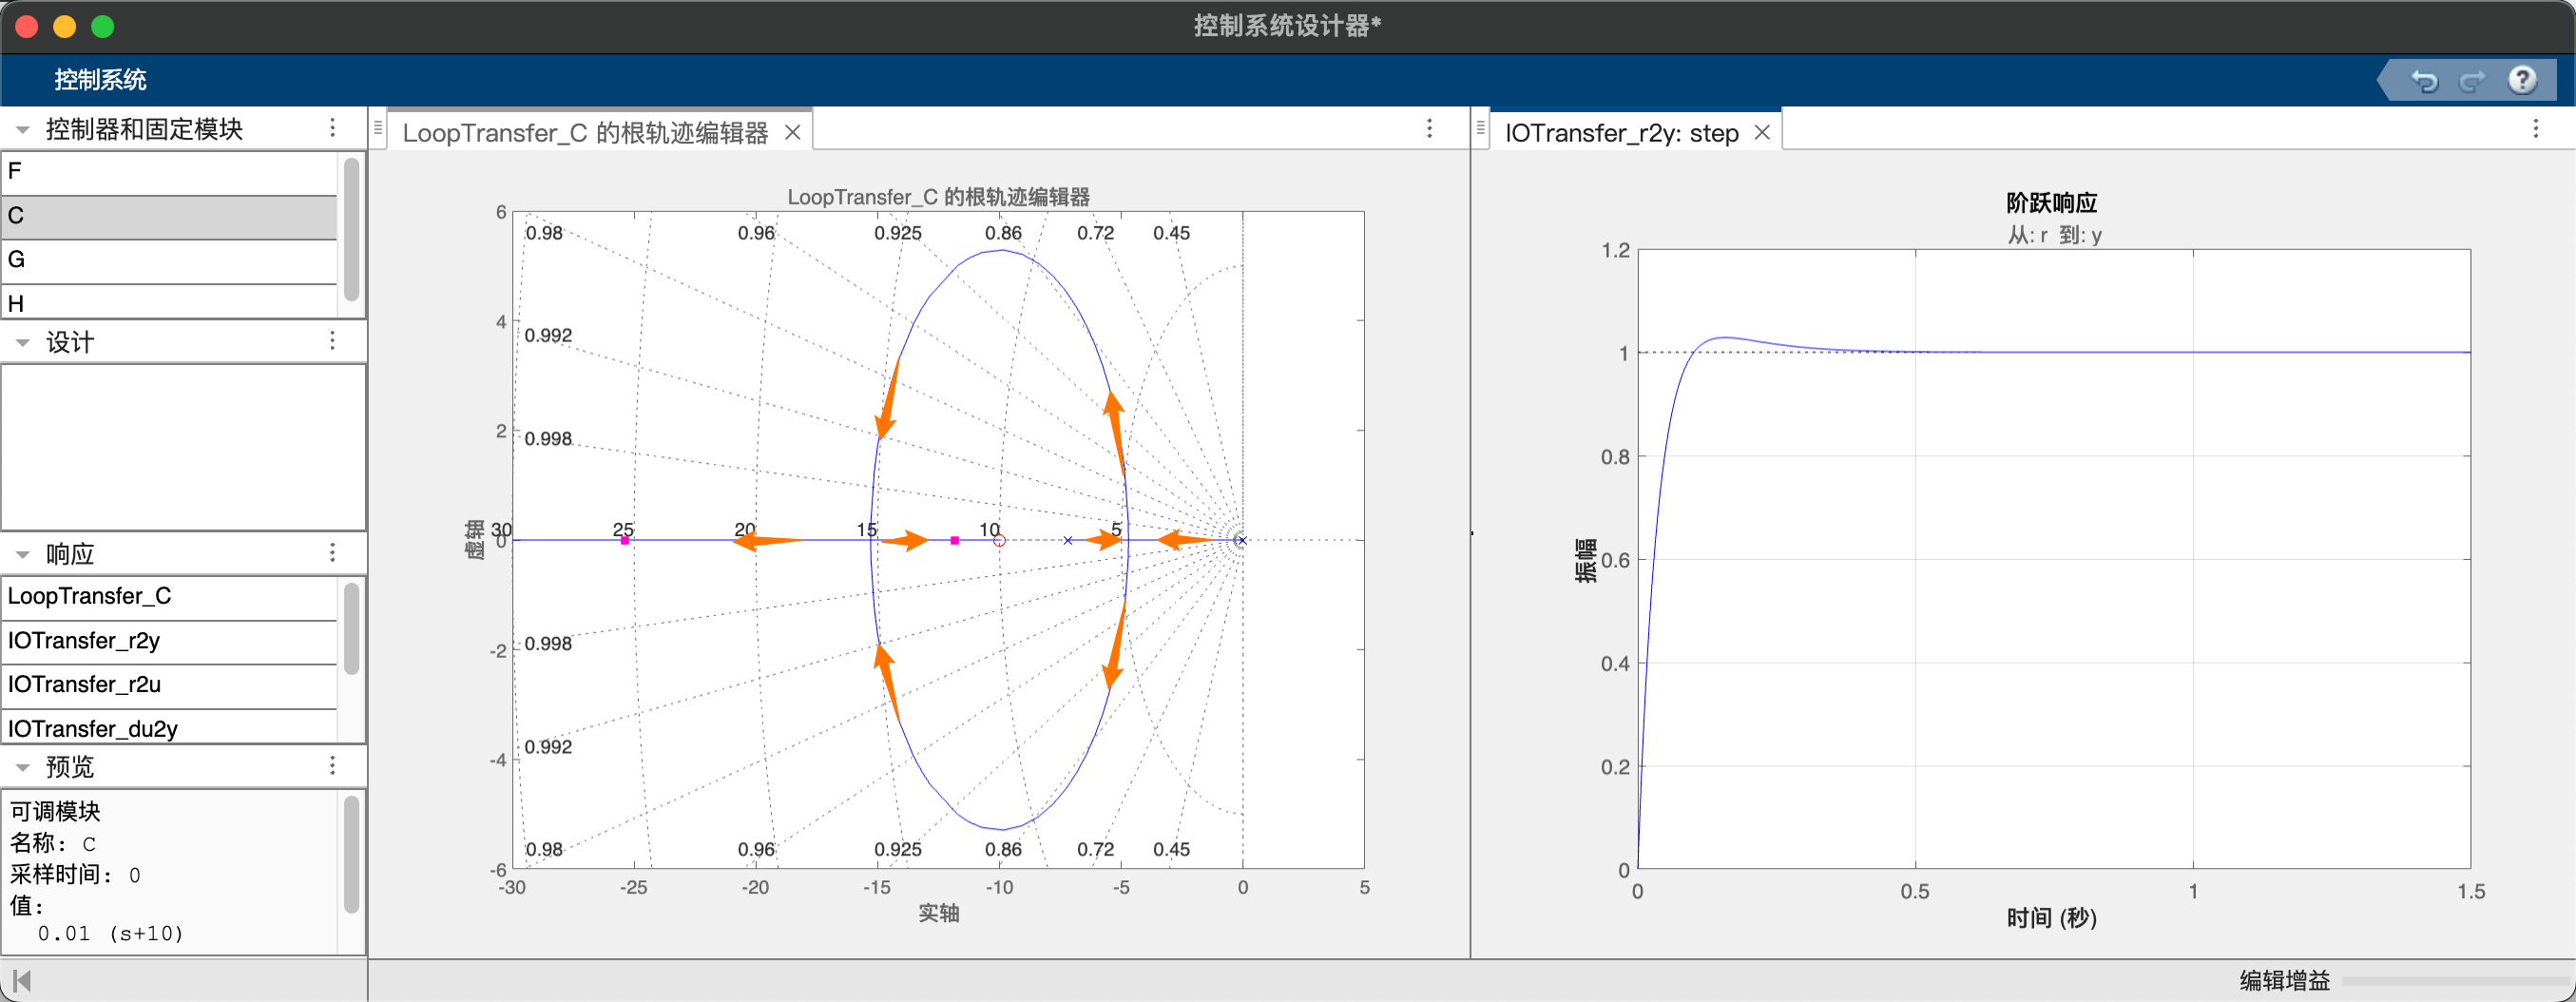 控制系统设计器*
控制系统
控制器和固定模块
F
C
G
H
设计
响应
LoopTransfer_C
IOTransfer_r2y
IOTransfer_r2u
IOTransfer_du2y
预览
可调模块
名称: C
采样时间: 0
值:
0.01 (s+10)
LoopTransfer_C 的根轨迹编辑器
LoopTransfer_C 的根轨迹编辑器
6
0.98 0.96 0.925 0.86 0.72 0.45
4
0.992
2
0.998
虚轴
30 25 20 15 10 5
0
0.998
-2
0.992
-4
0.98 0.96 0.925 0.86 0.72 0.45
-6
-30 -25 -20 -15 -10 -5 0 5
实轴
IOTransfer_r2y: step
阶跃响应
从: r 到: y
1.2
1
0.8
振幅
0.6
0.4
0.2
0
0 0.5 1 1.5
时间 (秒)
编辑增益